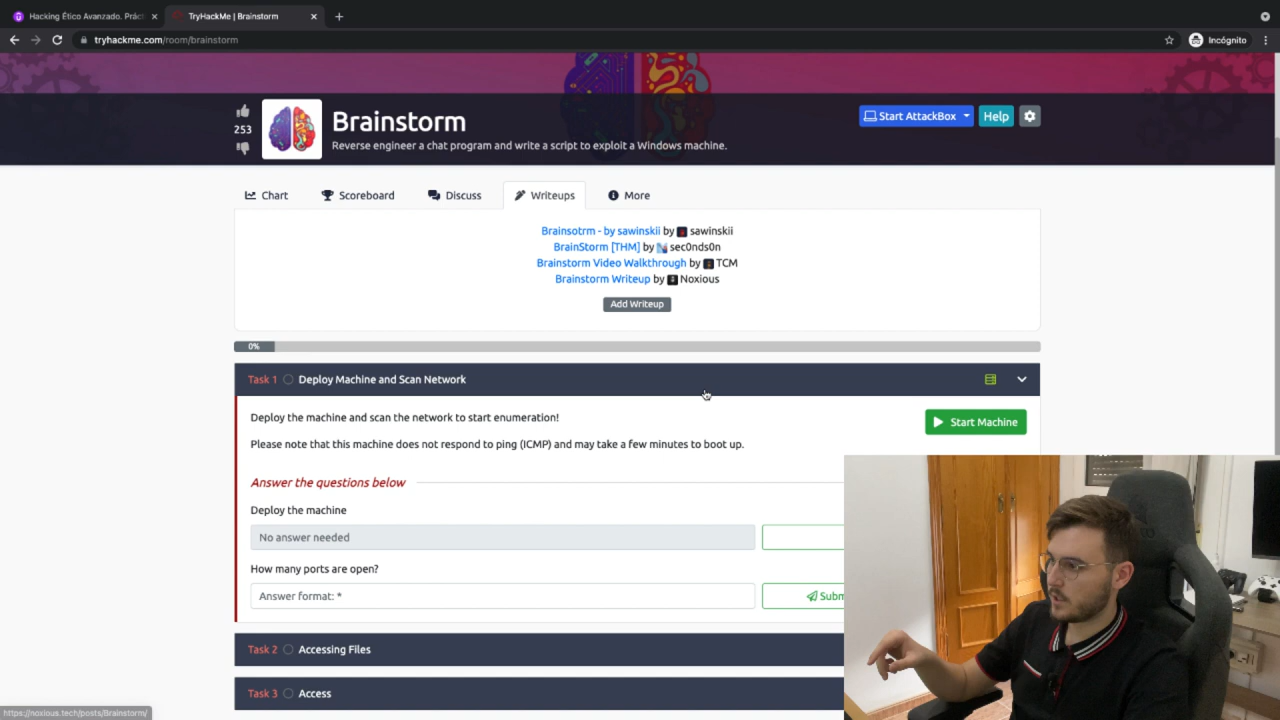 Hacking Ético Avanzado. Práct
TryHackMe | Brainstorm
tryhackme.com/room/brainstorm
Incógnito
253
Brainstorm
Reverse engineer a chat program and write a script to exploit a Windows machine.
Start AttackBox
Help
Chart
Scoreboard
Discuss
Writeups
More
Brainsotrm - by sawinskii by sawinskii
BrainStorm [THM] by sec0nds0n
Brainstorm Video Walkthrough by TCM
Brainstorm Writeup by Noxious
Add Writeup
0%
Task 1 Deploy Machine and Scan Network
Deploy the machine and scan the network to start enumeration!
Start Machine
Please note that this machine does not respond to ping (ICMP) and may take a few minutes to boot up.
Answer the questions below
Deploy the machine
No answer needed
How many ports are open?
Answer format: *
Subm
Task 2 Accessing Files
Task 3 Access
https://noxious.tech/posts/Brainstorm/